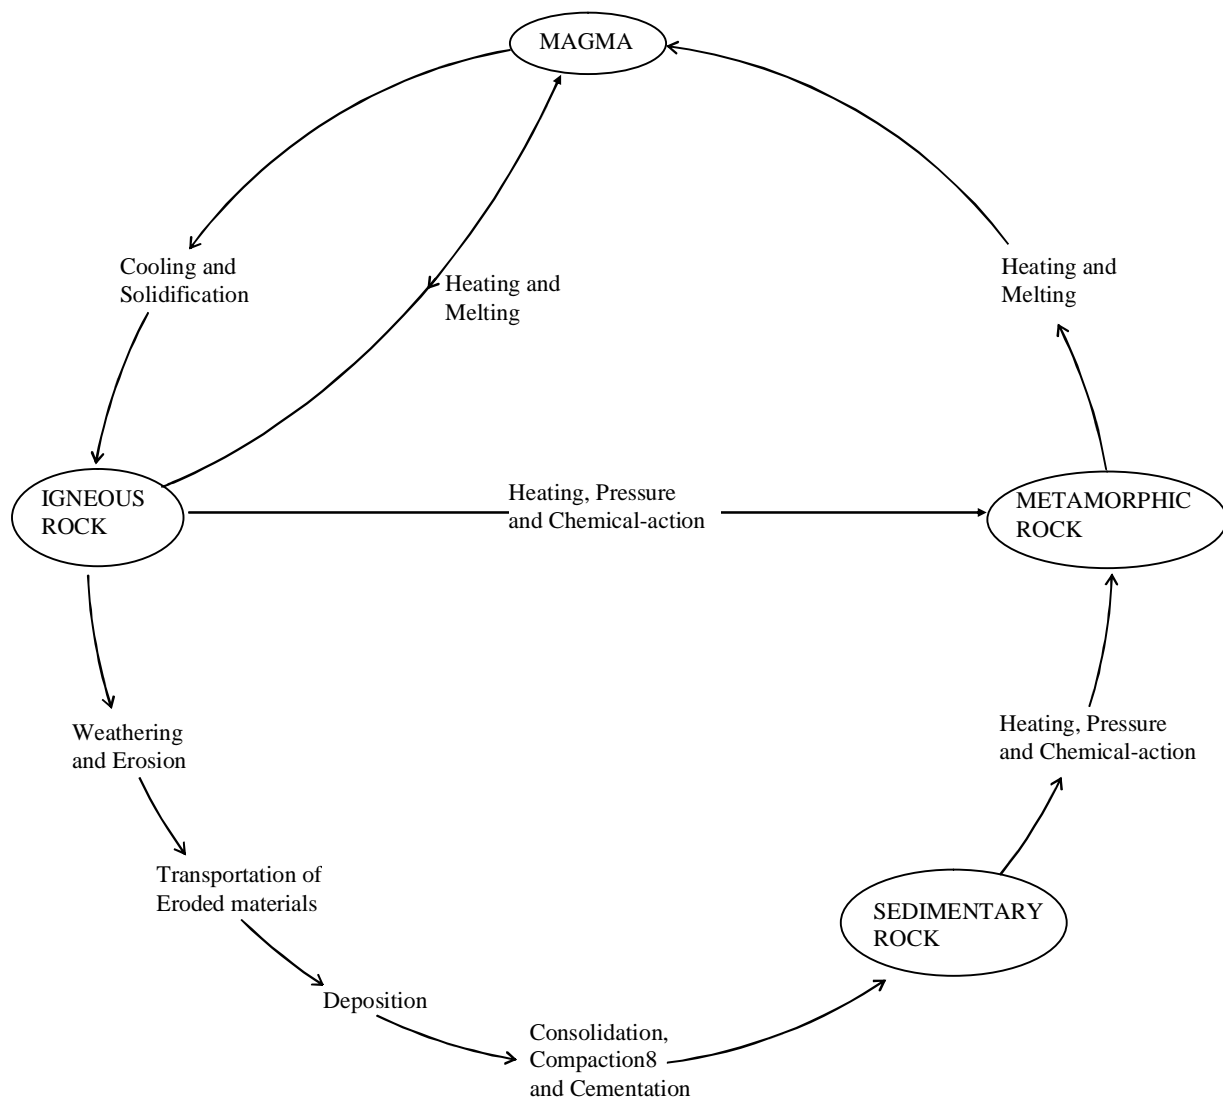 MAGMA
Cooling and
Solidification
Heating and
Melting
Heating and
Melting
IGNEOUS
ROCK
Heating, Pressure
and Chemical-action
METAMORPHIC
ROCK
Weathering
and Erosion
Heating, Pressure
and Chemical-action
Transportation of
Eroded materials
SEDIMENTARY
ROCK
Deposition
Consolidation,
Compaction8
and Cementation